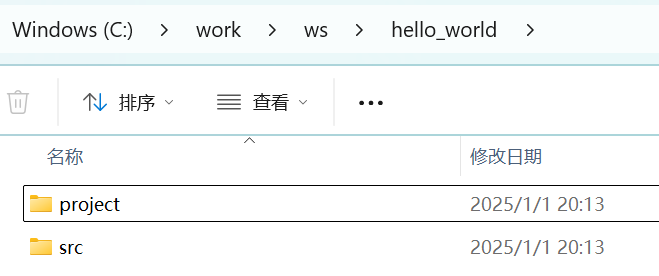 Windows (C:) > work > ws > hello_world >
排序 查看 •••
名称 修改日期
project 2025/1/1 20:13
src 2025/1/1 20:13